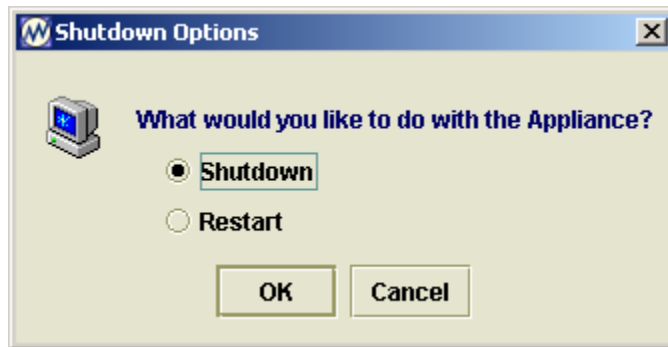 Shutdown Options
What would you like to do with the Appliance?
Shutdown
Restart
OK Cancel